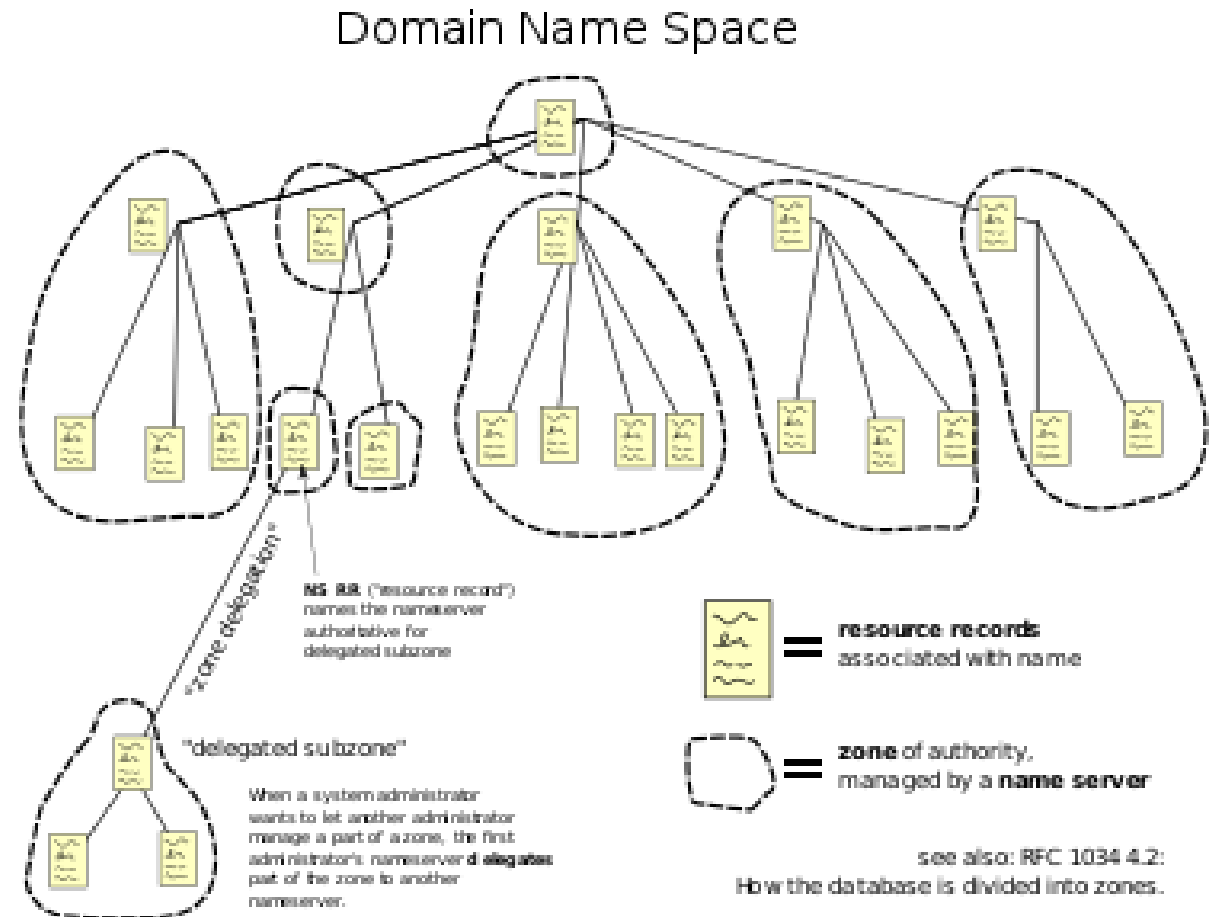 Domain Name Space
"zone delegation"
NS RR ("resource record")
names the nameserver
authoritative for
delegated subzone
resource records
associated with name
"delegated subzone"
zone of authority,
managed by a name server
When a system administrator
wants to let another administrator
manage a part of a zone, the first
administrator's nameserver delegates
part of the zone to another
nameserver.
see also: RFC 1034 4.2:
How the database is divided into zones.